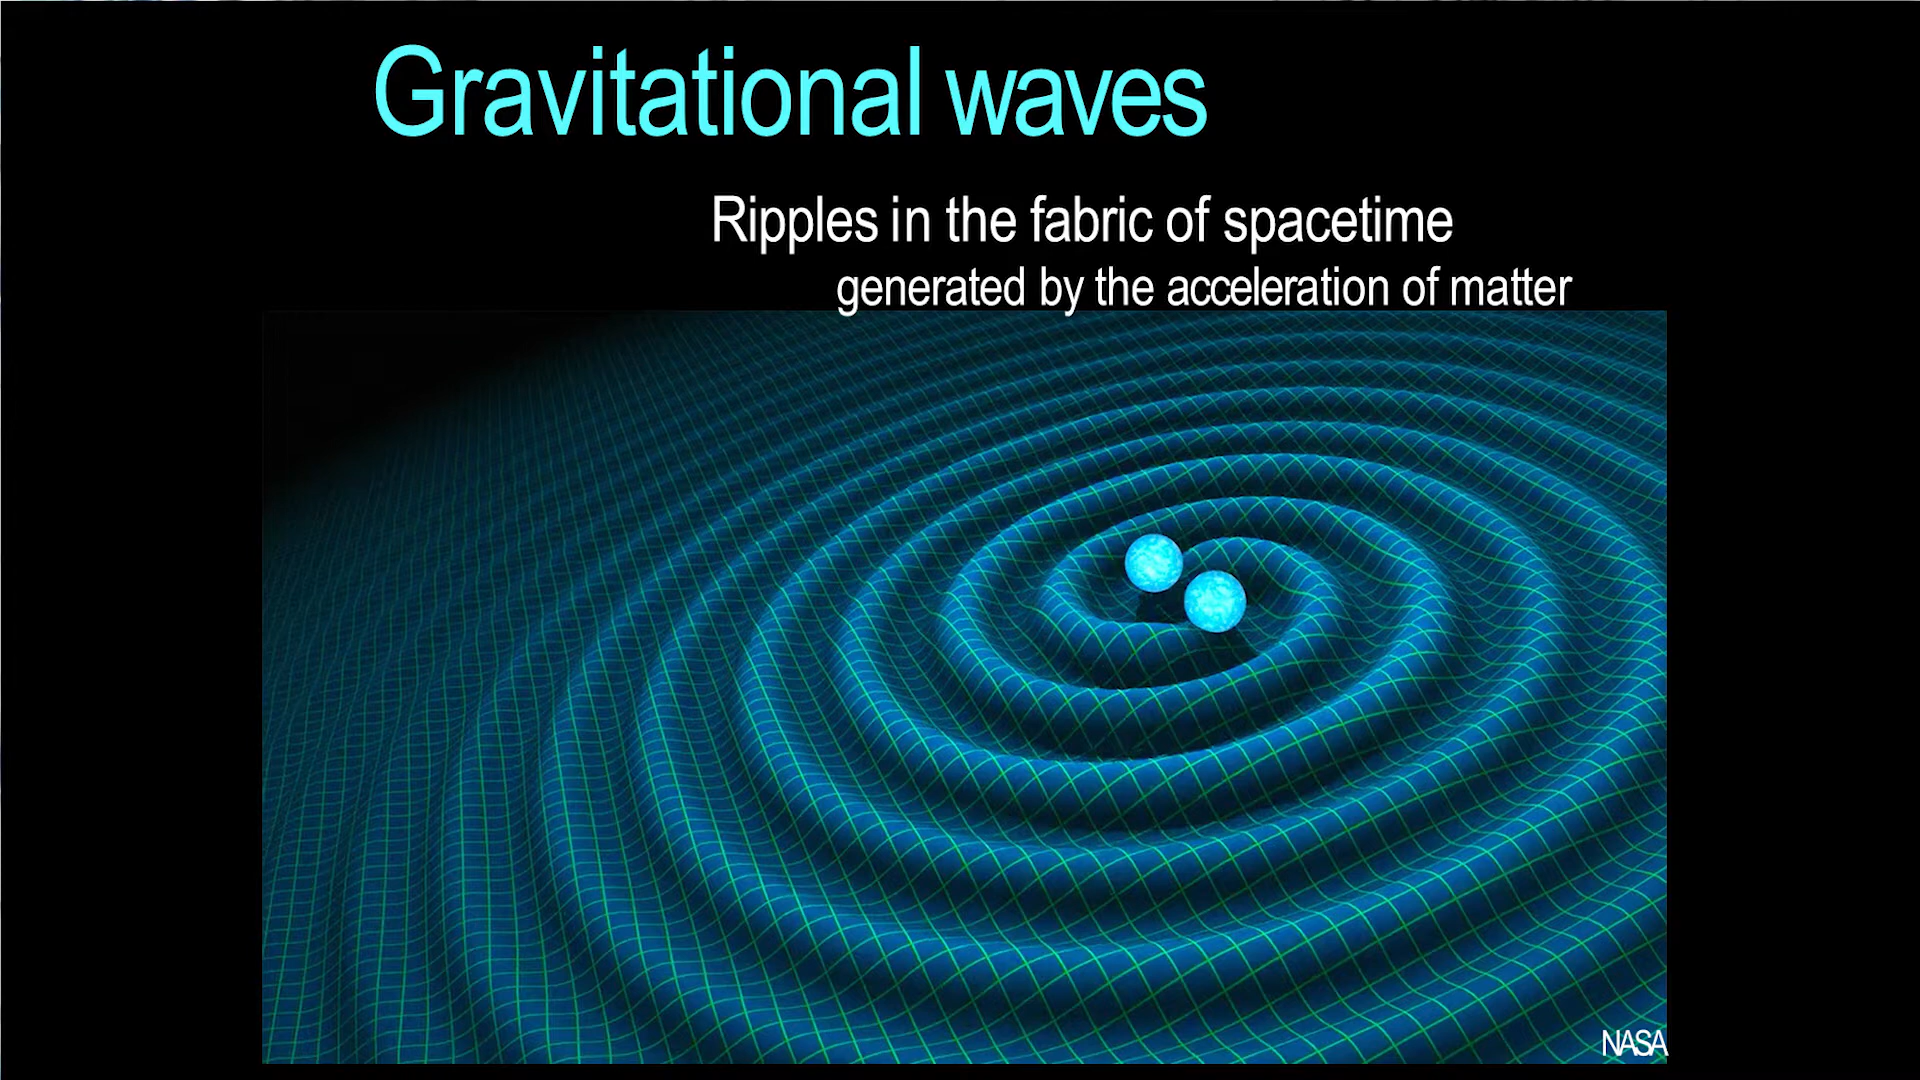 Gravitational waves
Ripples in the fabric of spacetime
generated by the acceleration of matter
NASA